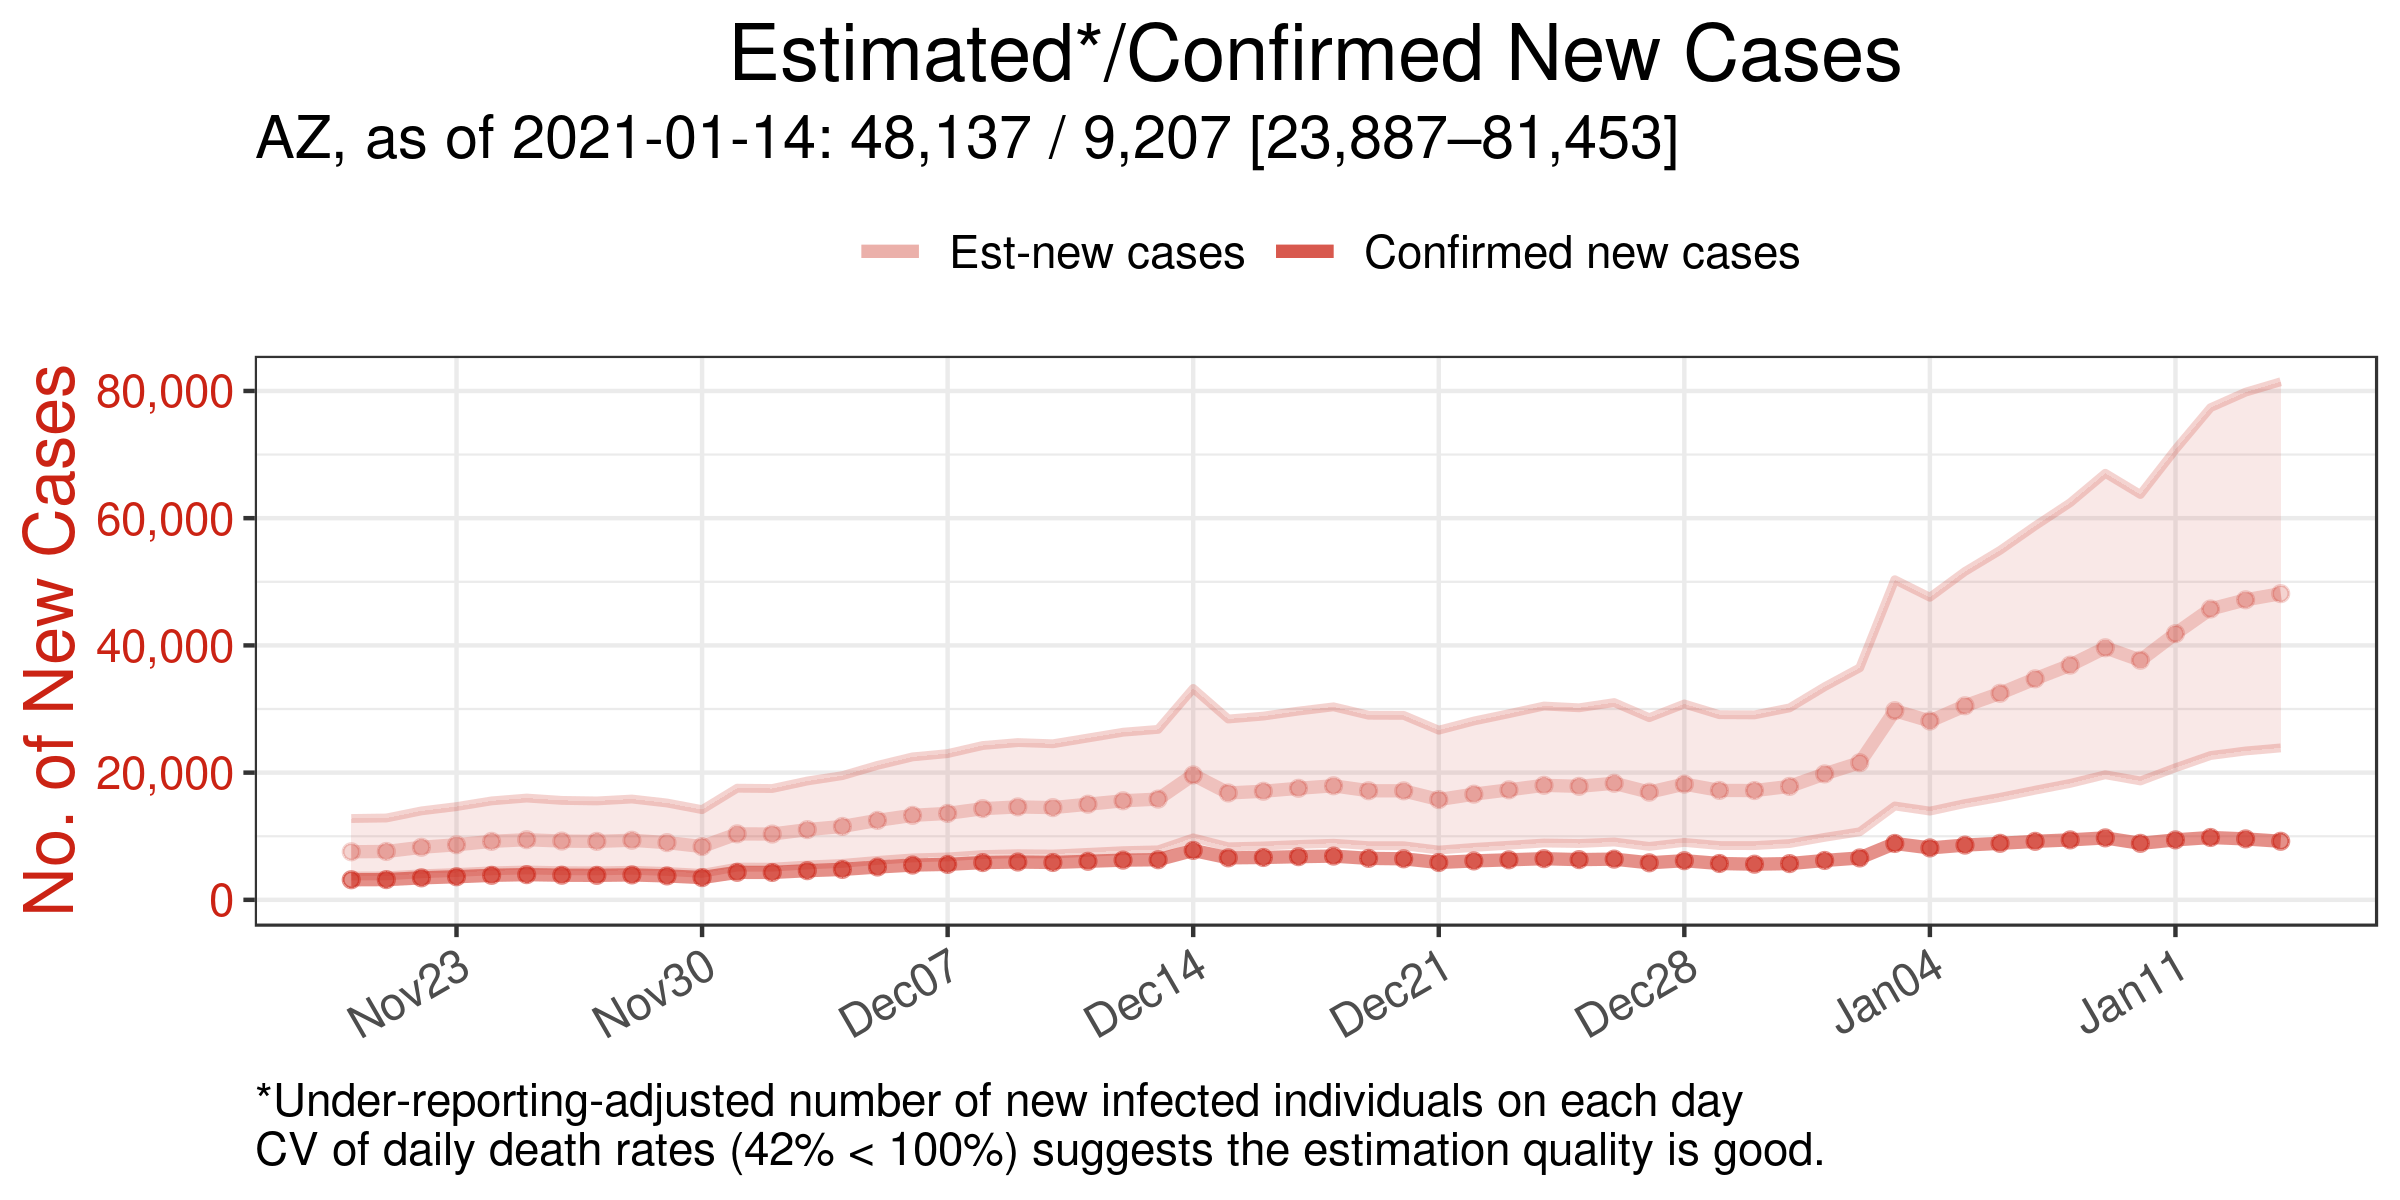 Estimated*/Confirmed New Cases
AZ, as of 2021-01-14: 48,137 / 9,207 [23,887–81,453]
Est-new cases
Confirmed new cases
No. of New Cases
80,000
60,000
40,000
20,000
0
Nov23
Nov30
Dec07
Dec14
Dec21
Dec28
Jan04
Jan11
*Under-reporting-adjusted number of new infected individuals on each day
CV of daily death rates (42% < 100%) suggests the estimation quality is good.